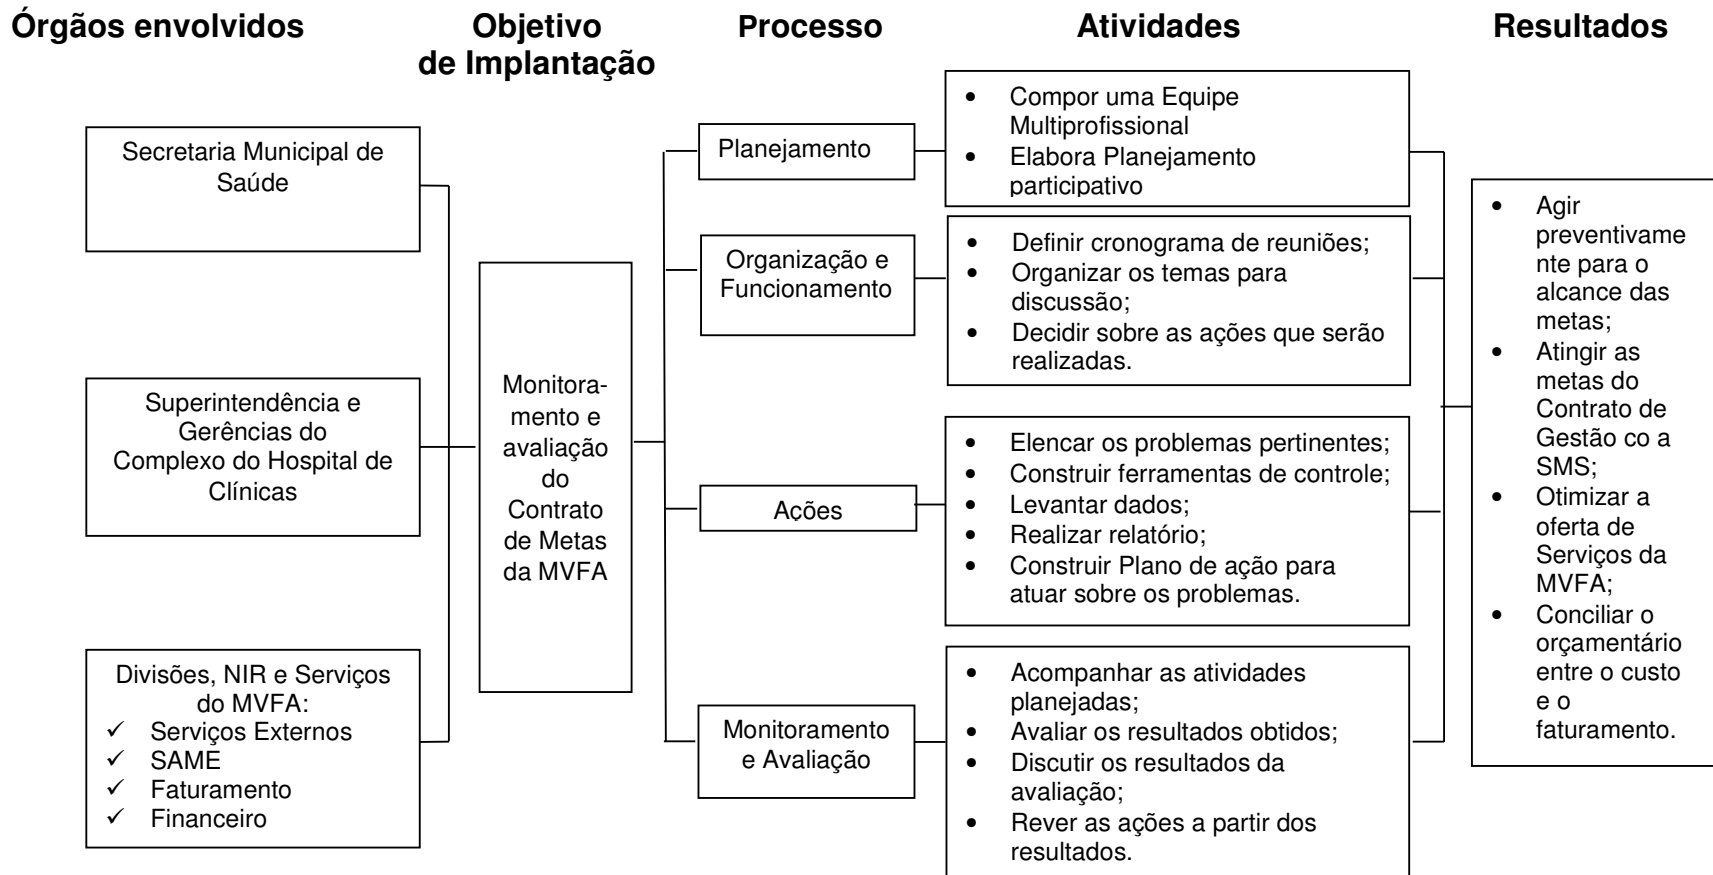 Órgãos envolvidos
Objetivo
de Implantação
Processo
Atividades
Resultados
Secretaria Municipal de
Saúde
Superintendência e
Gerências do
Complexo do Hospital de
Clínicas
Divisões, NIR e Serviços
do MVFA:
✓ Serviços Externos
✓ SAME
✓ Faturamento
✓ Financeiro
Monitora-
mento e
avaliação
do
Contrato
de Metas
da MVFA
Planejamento
Organização e
Funcionamento
Ações
Monitoramento
e Avaliação
• Compor uma Equipe
Multiprofissional
• Elabora Planejamento
participativo
• Definir cronograma de reuniões;
• Organizar os temas para
discussão;
• Decidir sobre as ações que serão
realizadas.
• Elencar os problemas pertinentes;
• Construir ferramentas de controle;
• Levantar dados;
• Realizar relatório;
• Construir Plano de ação para
atuar sobre os problemas.
• Acompanhar as atividades
planejadas;
• Avaliar os resultados obtidos;
• Discutir os resultados da
avaliação;
• Rever as ações a partir dos
resultados.
• Agir
preventivame
nte para o
alcance das
metas;
• Atingir as
metas do
Contrato de
Gestão co a
SMS;
• Otimizar a
oferta de
Serviços da
MVFA;
• Conciliar o
orçamentário
entre o custo
e o
faturamento.